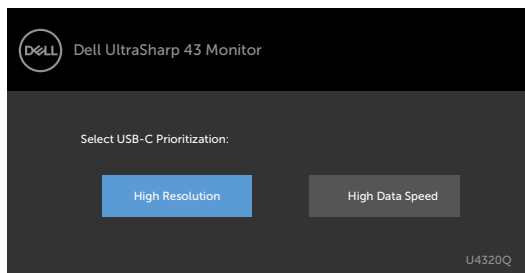 DELL
Dell UltraSharp 43 Monitor
Select USB-C Prioritization:
High Resolution
High Data Speed
U4320Q